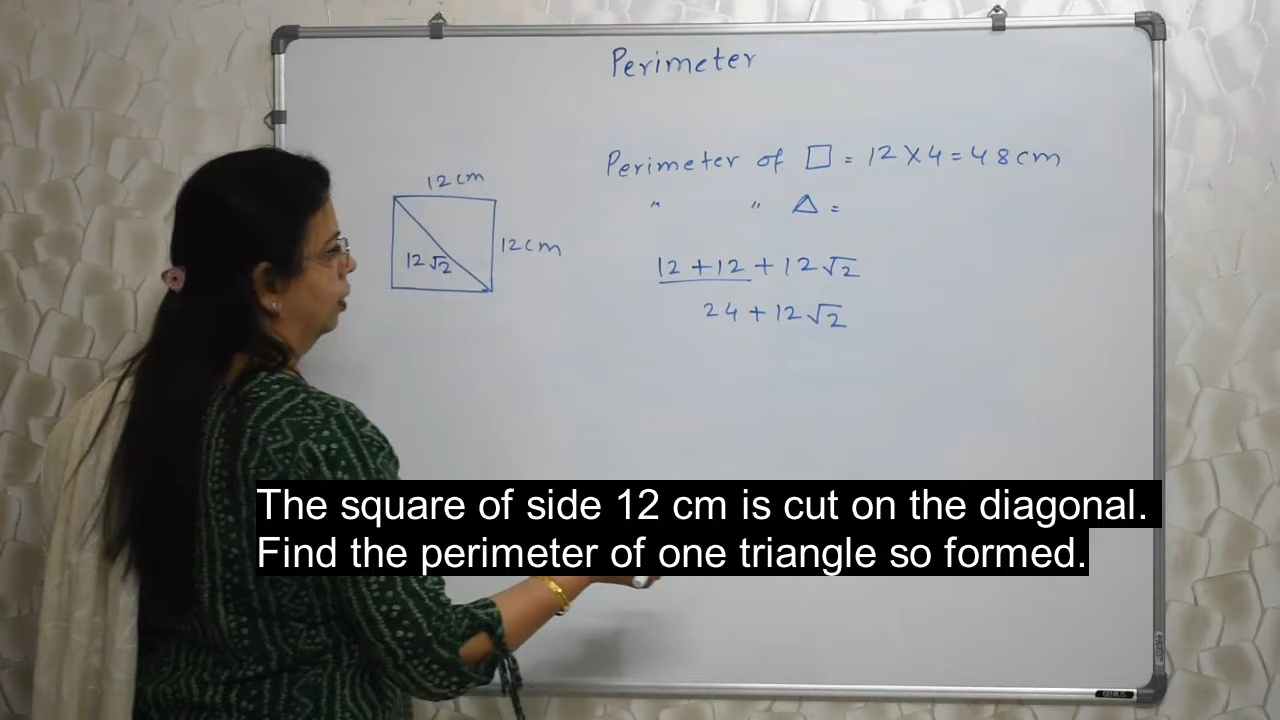 Perimeter
12 cm
12 cm
12√2
Perimeter of □ = 12 X 4 = 48 cm
" " △ =
12 + 12 + 12√2
24 + 12√2
The square of side 12 cm is cut on the diagonal.
Find the perimeter of one triangle so formed.